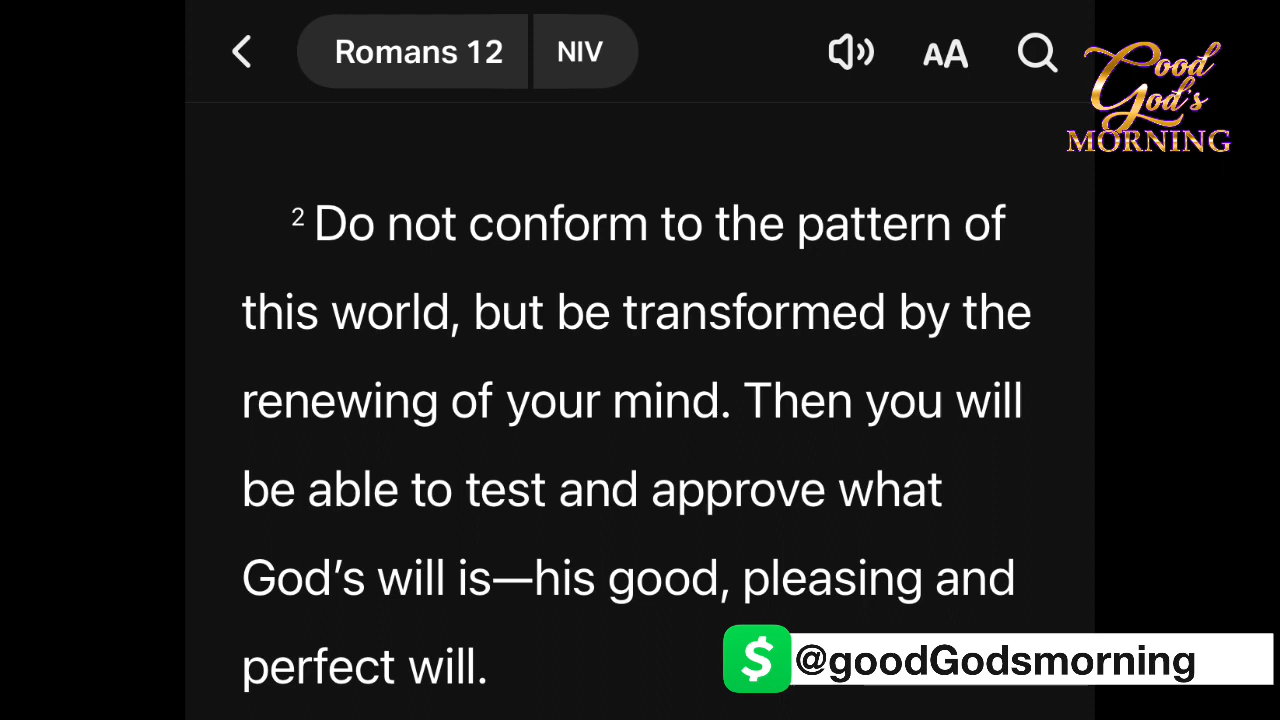 Romans 12 NIV AA
Good
God's
MORNING
2 Do not conform to the pattern of
this world, but be transformed by the
renewing of your mind. Then you will
be able to test and approve what
God’s will is—his good, pleasing and
perfect will.
$ @goodGodsmorning